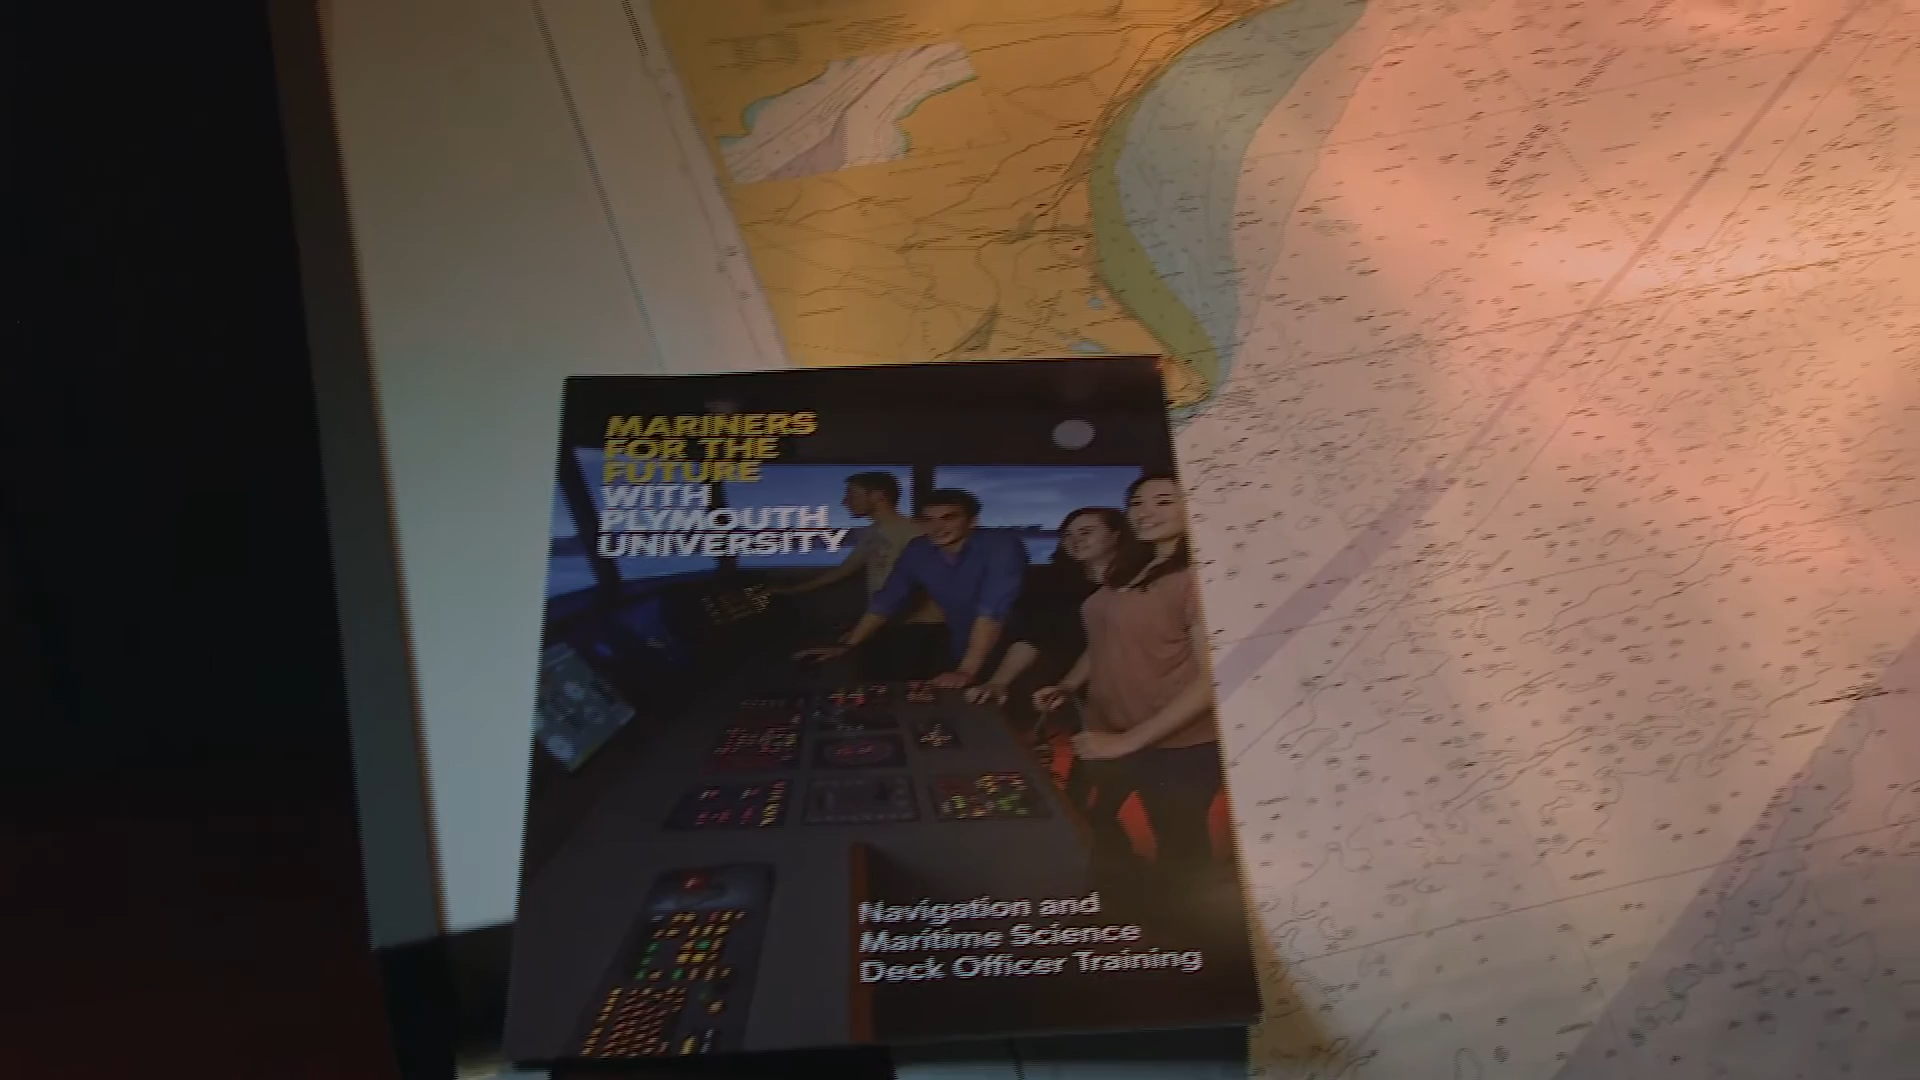 MARINERS
FOR THE
FUTURE
WITH
PLYMOUTH
UNIVERSITY
Navigation and
Maritime Science
Deck Officer Training